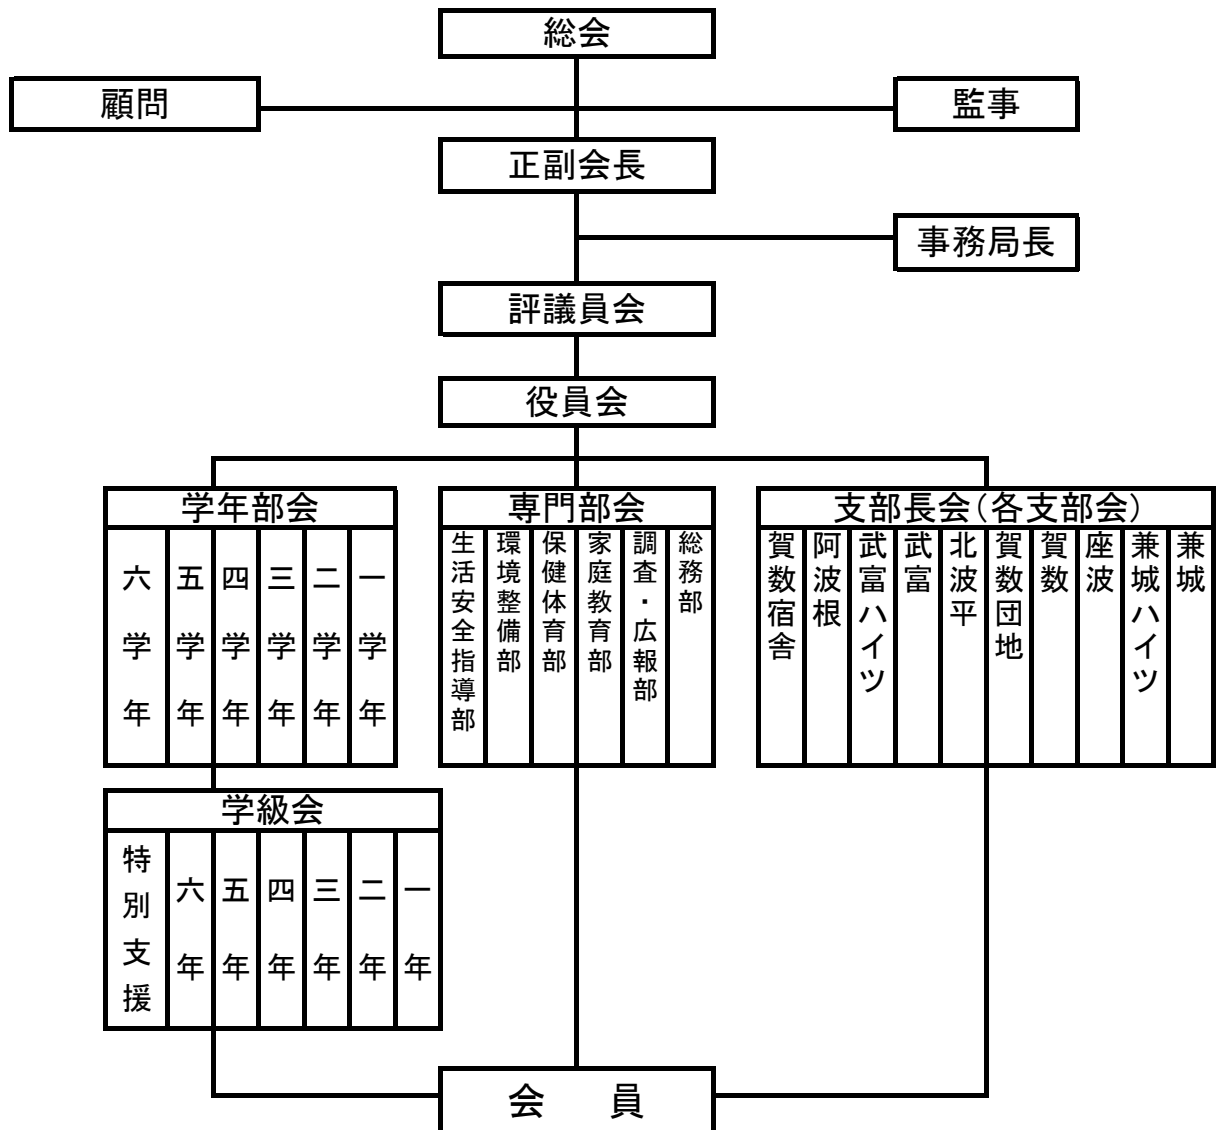 総会
顧問
監事
正副会長
事務局長
評議員会
役員会
学年部会
六学年
五学年
四学年
三学年
二学年
一学年
専門部会
生活安全指導部
環境整備部
保健体育部
家庭教育部
調査・広報部
総務部
支部長会(各支部会)
賀数宿舎
阿波根
武富ハイツ
武富
北波平
賀数団地
賀数
座波
兼城ハイツ
兼城
学級会
特別支援
六年
五年
四年
三年
二年
一年
会員